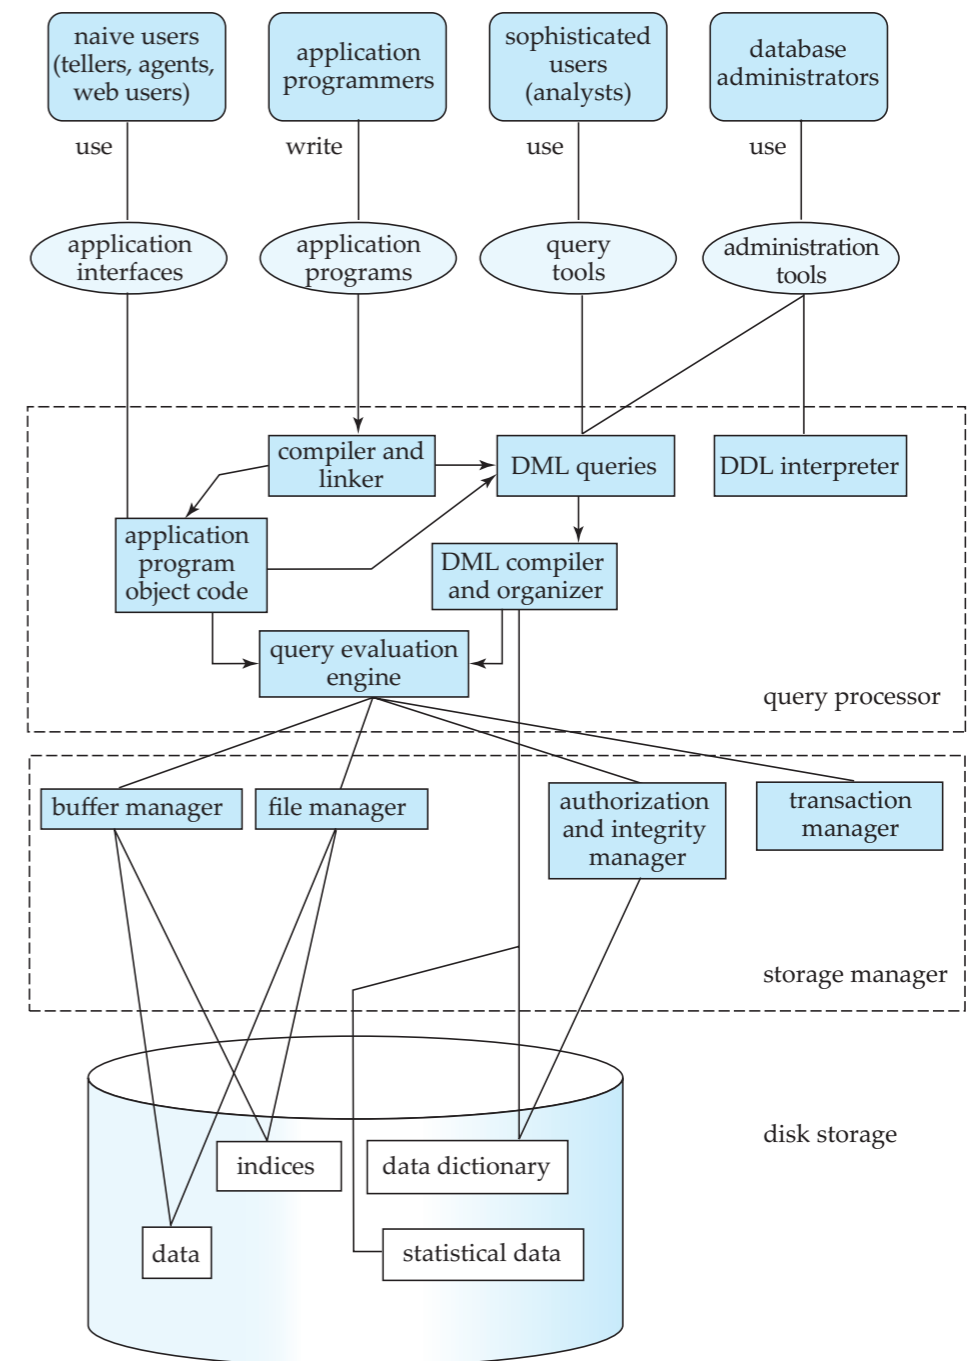 naive users
(tellers, agents,
web users)
application
programmers
sophisticated
users
(analysts)
database
administrators
use
write
use
use
application
interfaces
application
programs
query
tools
administration
tools
compiler and
linker
DML queries
DDL interpreter
application
program
object code
DML compiler
and organizer
query evaluation
engine
query processor
buffer manager
file manager
authorization
and integrity
manager
transaction
manager
storage manager
disk storage
indices
data dictionary
data
statistical data